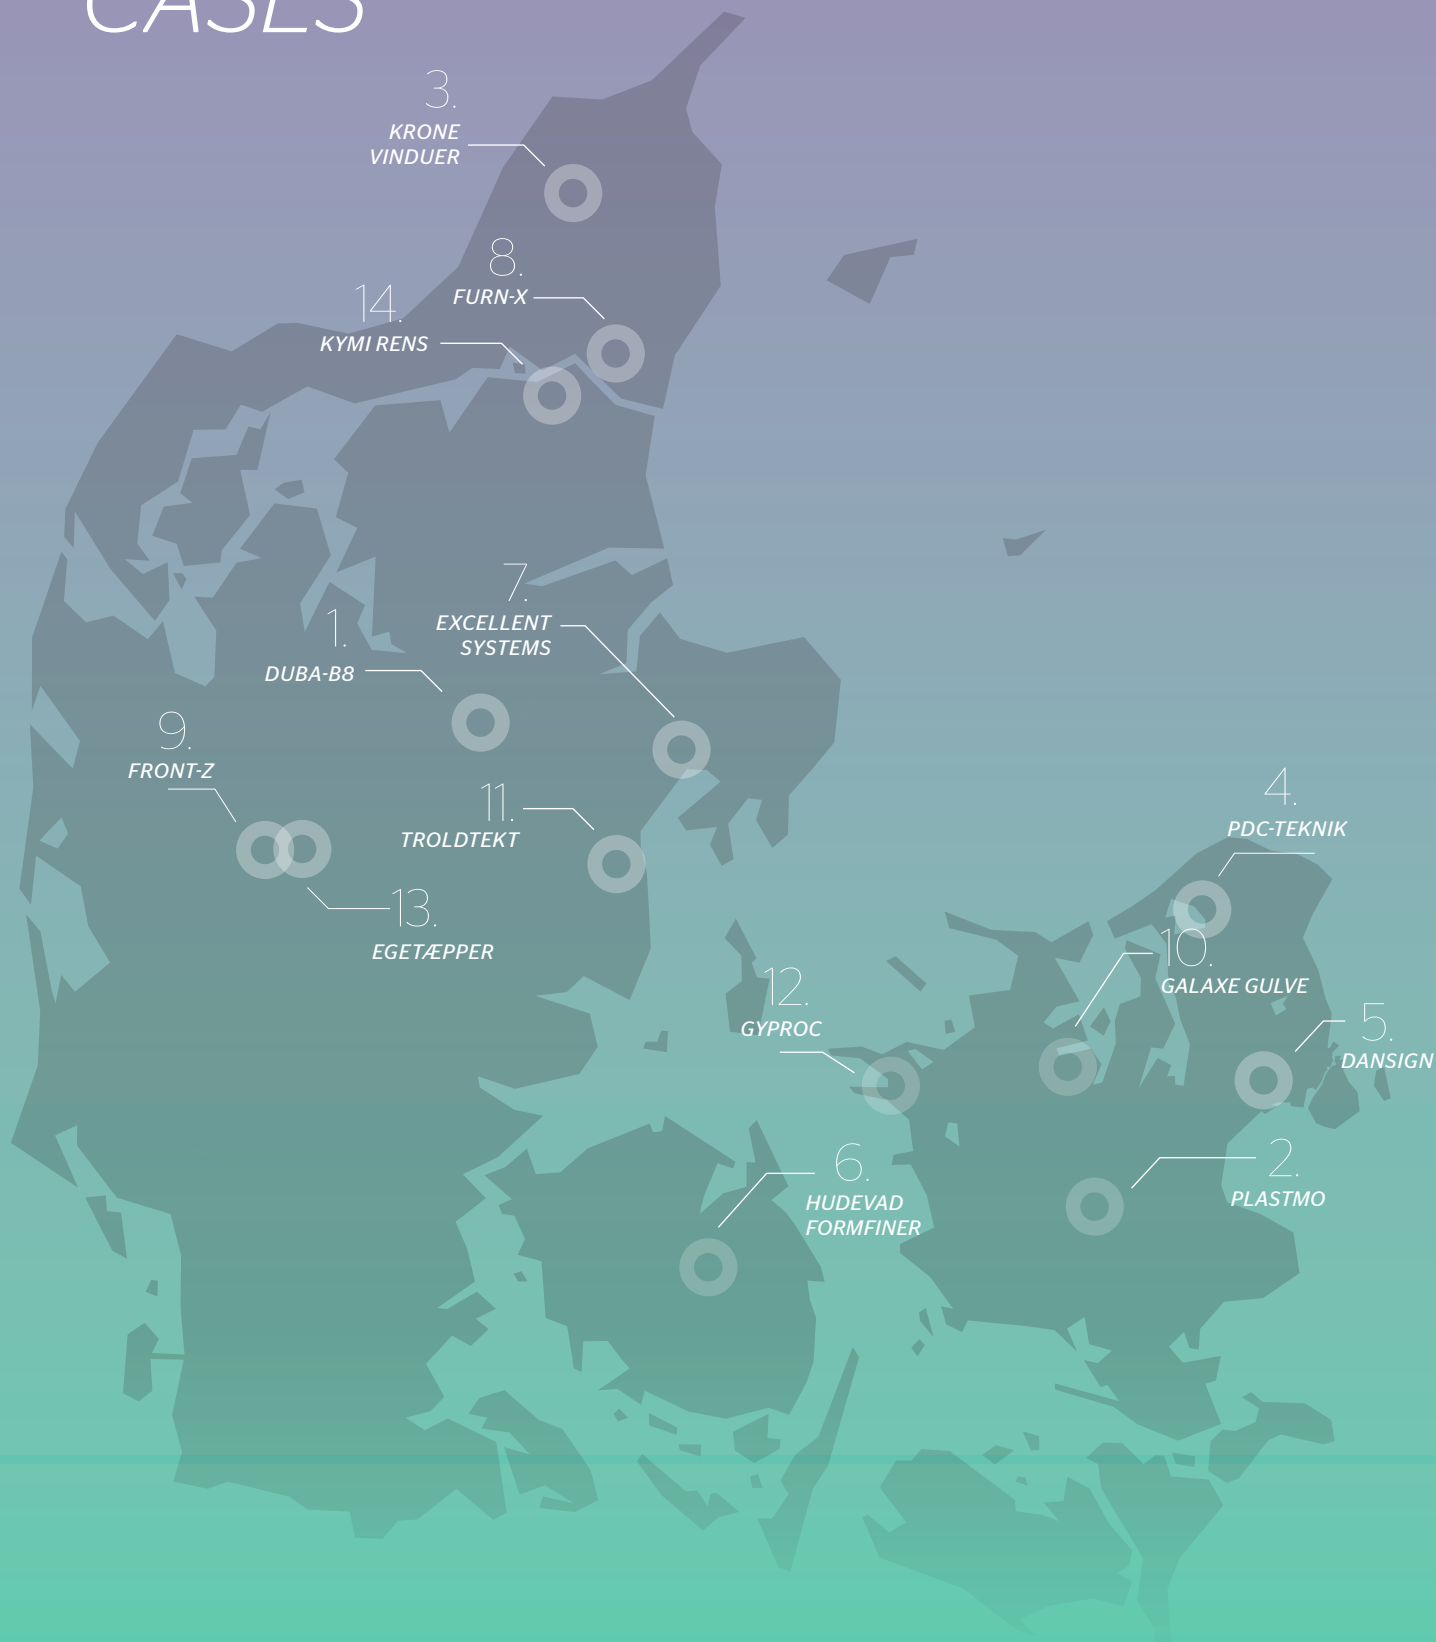 CASES
3.
KRONE
VINDUER
8.
FURN-X
14.
KYMI RENS
7.
EXCELLENT
SYSTEMS
1.
DUBA-B8
9.
FRONT-Z
11.
TROLDTEKT
13.
EGETÆPPER
4.
PDC-TEKNIK
10.
GALAXE GULVE
12.
GYPROC
5.
DANSIGN
6.
HUDEVAD
FORMFINER
2.
PLASTMO